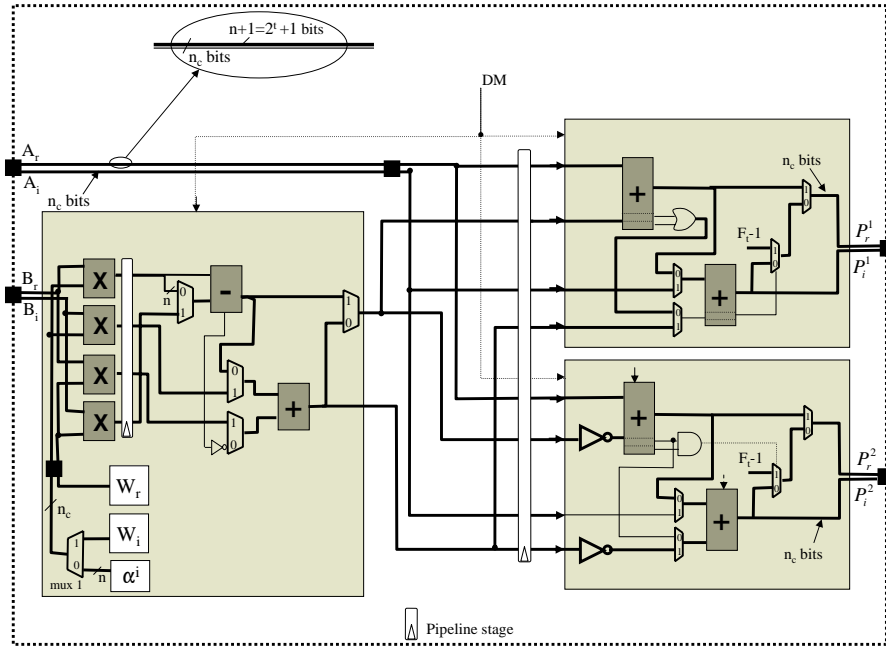 n+1=2ᵗ+1 bits
n_c bits
DM
A_r
A_i
n_c bits
n_c bits
+
1
0
P_r^1
F_t-1
P_i^1
1
0
0
1
+
0
1
B_r
B_i
X
-
n
0
1
1
0
X
X
0
1
+
X
1
0
+
1
0
P_r^2
F_t-1
P_i^2
1
0
W_r
0
1
+
n_c
0
1
W_i
1
0
n_c bits
n
α^i
mux 1
Pipeline stage